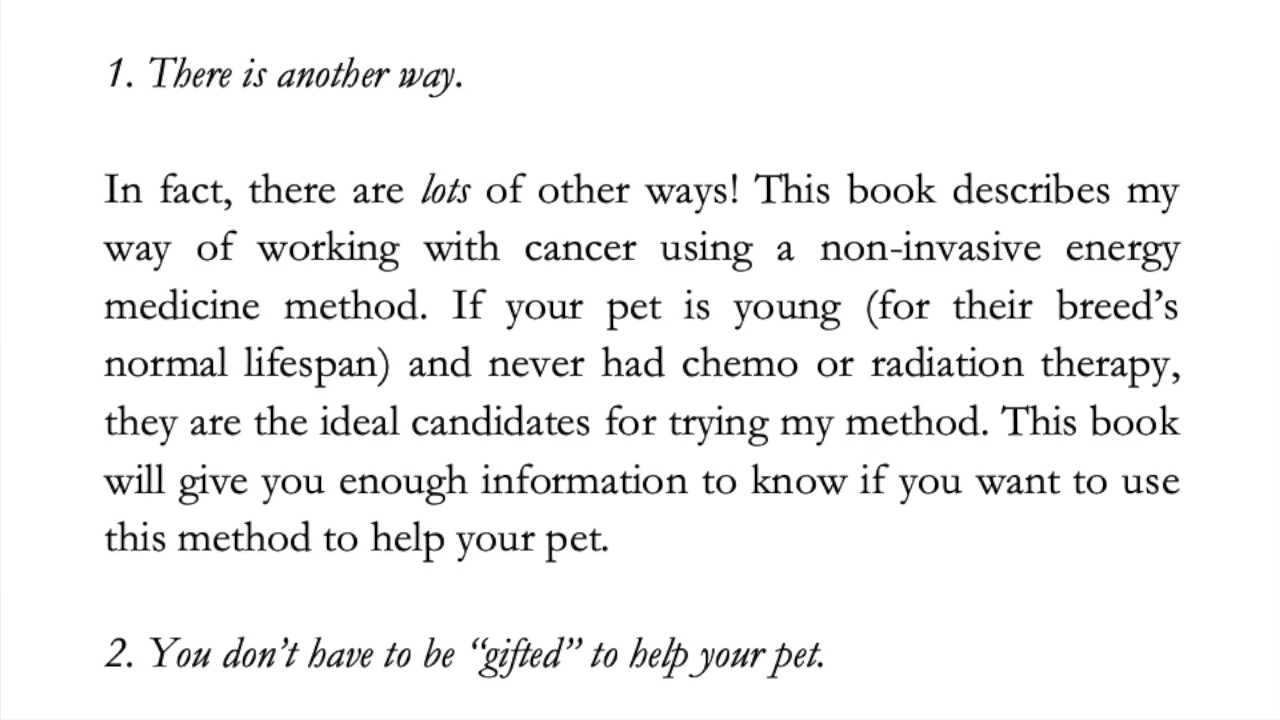 1. There is another way.
In fact, there are lots of other ways! This book describes my
way of working with cancer using a non-invasive energy
medicine method. If your pet is young (for their breed’s
normal lifespan) and never had chemo or radiation therapy,
they are the ideal candidates for trying my method. This book
will give you enough information to know if you want to use
this method to help your pet.
2. You don’t have to be “gifted” to help your pet.